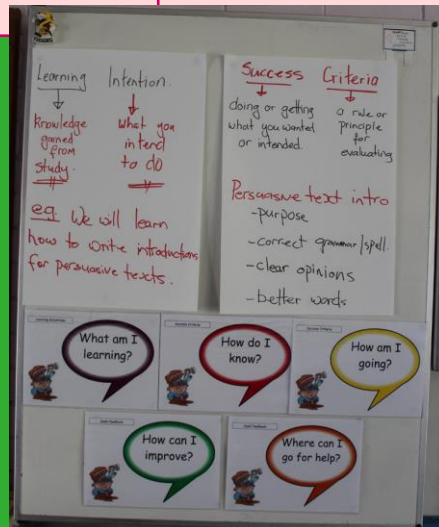 Learning Intention.
knowledge
gained
from
study.
what you
intend
to do
eg We will learn
how to write introductions
for persuasive texts.
Success Criteria
doing or getting
what you wanted
or intended.
a rule or
principle
for
evaluating
Persuasive text intro
-purpose
-correct grammar/spell.
-clear opinions
-better words
What am I
learning?
How do I
know?
How am I
going?
How can I
improve?
Where can I
go for help?